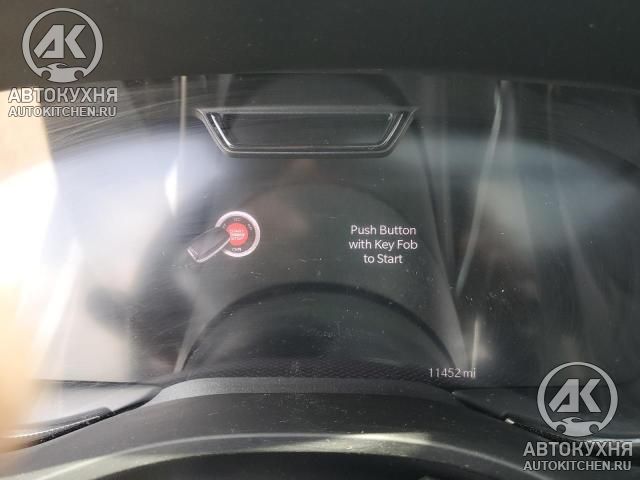 АК
АВТОКУХНЯ
AUTOKITCHEN.RU
Push Button
with Key Fob
to Start
11452 mi
АК
АВТОКУХНЯ
AUTOKITCHEN.RU